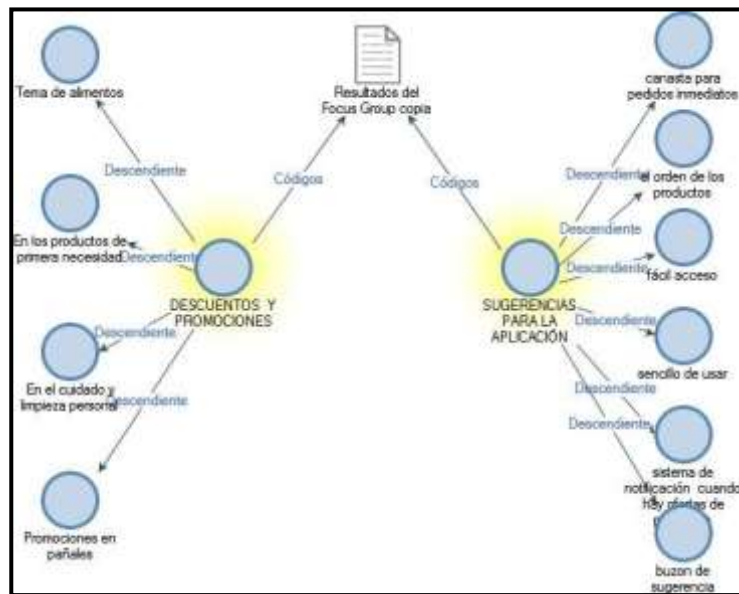 Tema de alimentos
Resultados del
Focus Group copia
canasta para
pedidos inmediatos
Descendiente
Códigos
Códigos
Descendiente
el orden de los
productos
En los productos de
primera necesidad
Descendiente
Descendiente
Descendiente
fácil acceso
DESCUENTOS Y
PROMOCIONES
SUGERENCIAS
PARA LA
APLICACIÓN
Descendiente
Descendiente
En el cuidado y
limpieza personal
Descendiente
sencillo de usar
Descendiente
Descendiente
sistema de
notificación cuando
hay ofertas de
Promociones en
pañales
buzon de
sugerencia